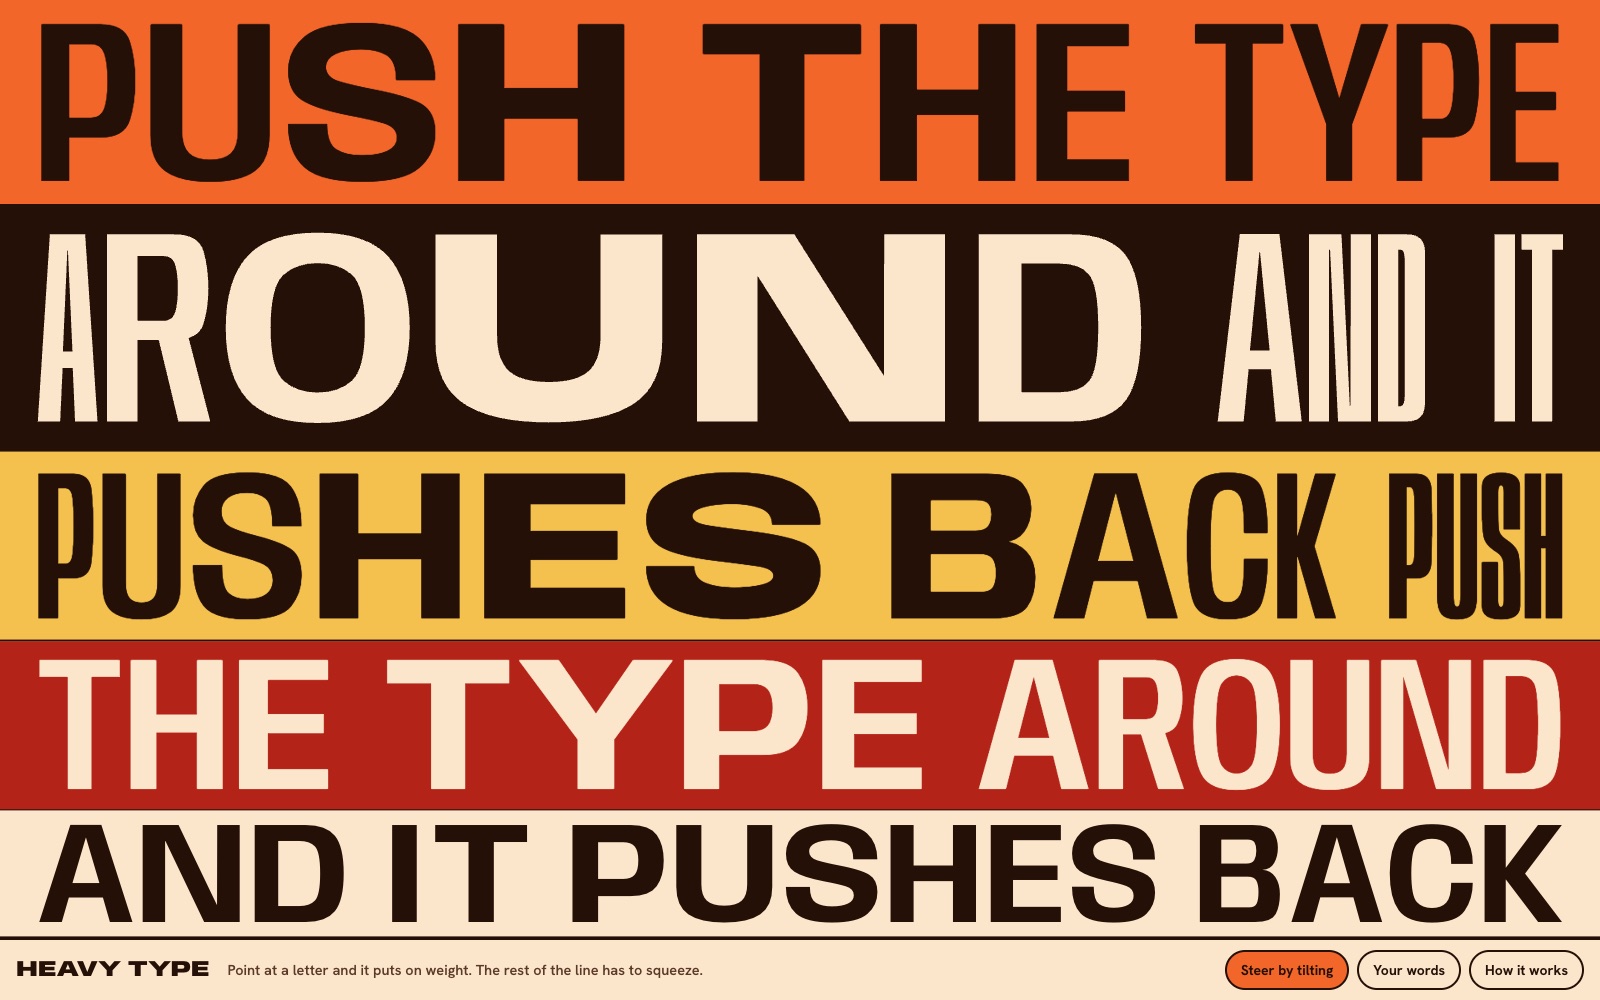 PUSH THE TYPE
AROUND AND IT
PUSHES BACK PUSH
THE TYPE AROUND
AND IT PUSHES BACK
HEAVY TYPE Point at a letter and it puts on weight. The rest of the line has to squeeze. Steer by tilting Your words How it works